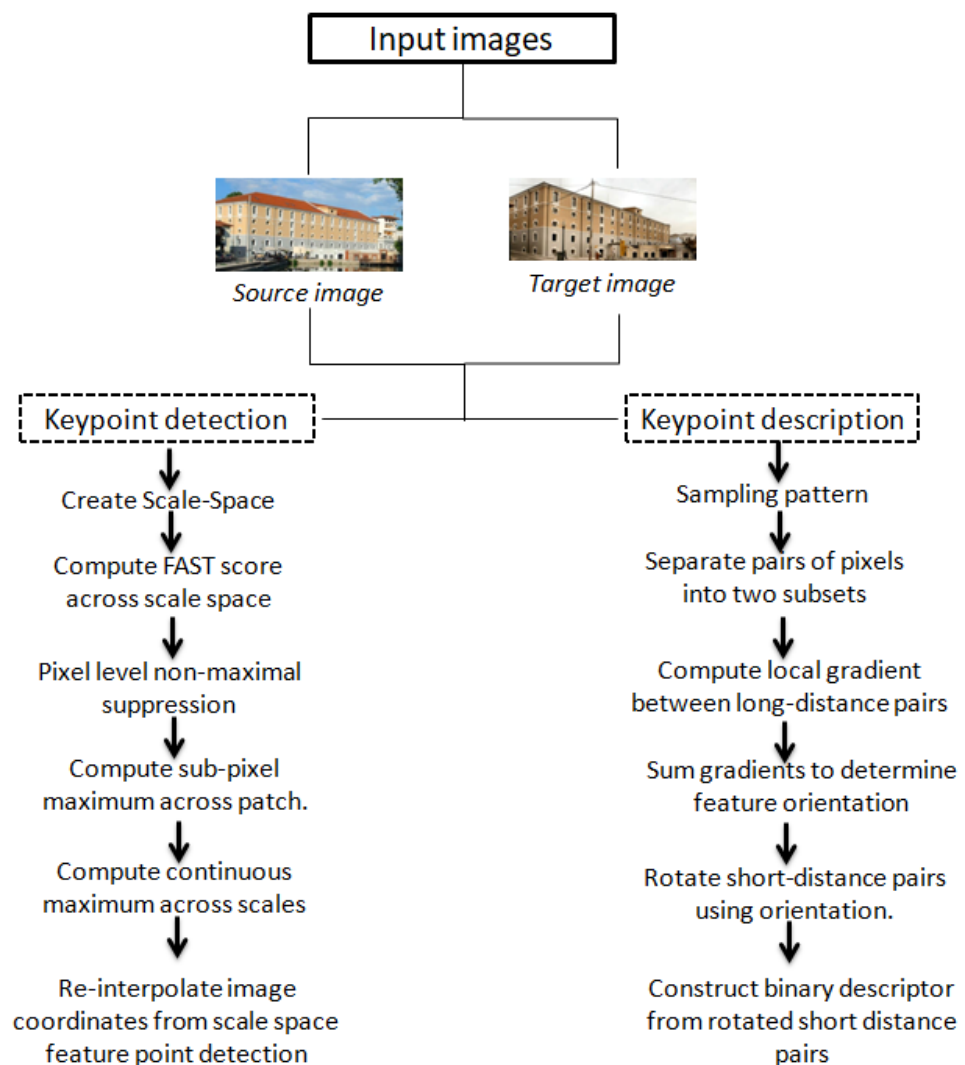 Input images
Source image
Target image
Keypoint detection
Create Scale-Space
Compute FAST score
across scale space
Pixel level non-maximal
suppression
Compute sub-pixel
maximum across patch.
Compute continuous
maximum across scales
Re-interpolate image
coordinates from scale space
feature point detection
Keypoint description
Sampling pattern
Separate pairs of pixels
into two subsets
Compute local gradient
between long-distance pairs
Sum gradients to determine
feature orientation
Rotate short-distance pairs
using orientation.
Construct binary descriptor
from rotated short distance
pairs